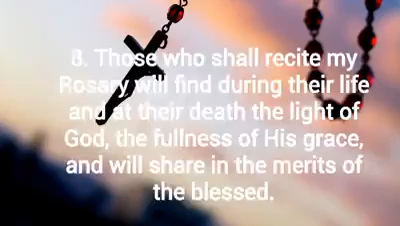 8. Those who shall recite my
Rosary will find during their life
and at their death the light of
God, the fullness of His grace,
and will share in the merits of
the blessed.